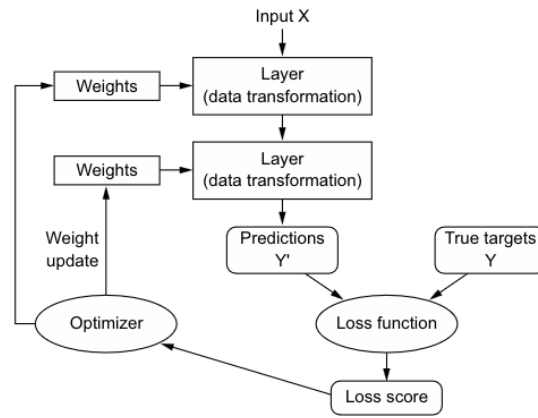 Input X
Weights
Layer
(data transformation)
Weights
Layer
(data transformation)
Weight
update
Predictions
Y'
True targets
Y
Optimizer
Loss function
Loss score